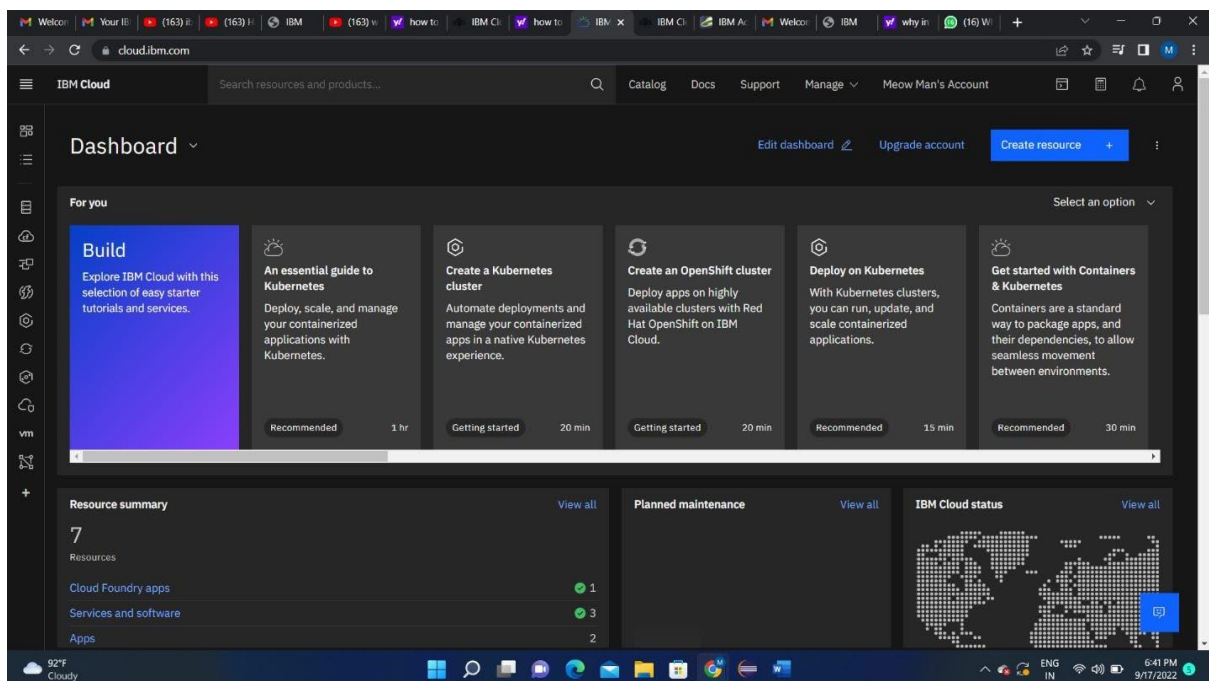 Welcon
Your IB
(163) ib
(163) H
IBM
(163) w
how to
IBM Cl
how to
IBM
IBM Cl
IBM Ac
Welcor
IBM
why in
(16) W
cloud.ibm.com
M
IBM Cloud
Search resources and products...
Catalog
Docs
Support
Manage
Meow Man's Account
Dashboard
Edit dashboard
Upgrade account
Create resource +
For you
Select an option
Build
Explore IBM Cloud with this
selection of easy starter
tutorials and services.
An essential guide to
Kubernetes
Deploy, scale, and manage
your containerized
applications with
Kubernetes.
Recommended
1 hr
Create a Kubernetes
cluster
Automate deployments and
manage your containerized
apps in a native Kubernetes
experience.
Getting started
20 min
Create an OpenShift cluster
Deploy apps on highly
available clusters with Red
Hat OpenShift on IBM
Cloud.
Getting started
20 min
Deploy on Kubernetes
With Kubernetes clusters,
you can run, update, and
scale containerized
applications.
Recommended
15 min
Get started with Containers
& Kubernetes
Containers are a standard
way to package apps, and
their dependencies, to allow
seamless movement
between environments.
Recommended
30 min
vm
Resource summary
View all
7
Resources
Cloud Foundry apps
1
Services and software
3
Apps
2
Planned maintenance
View all
IBM Cloud status
View all
92°F
Cloudy
ENG
IN
6:41 PM
9/17/2022
5